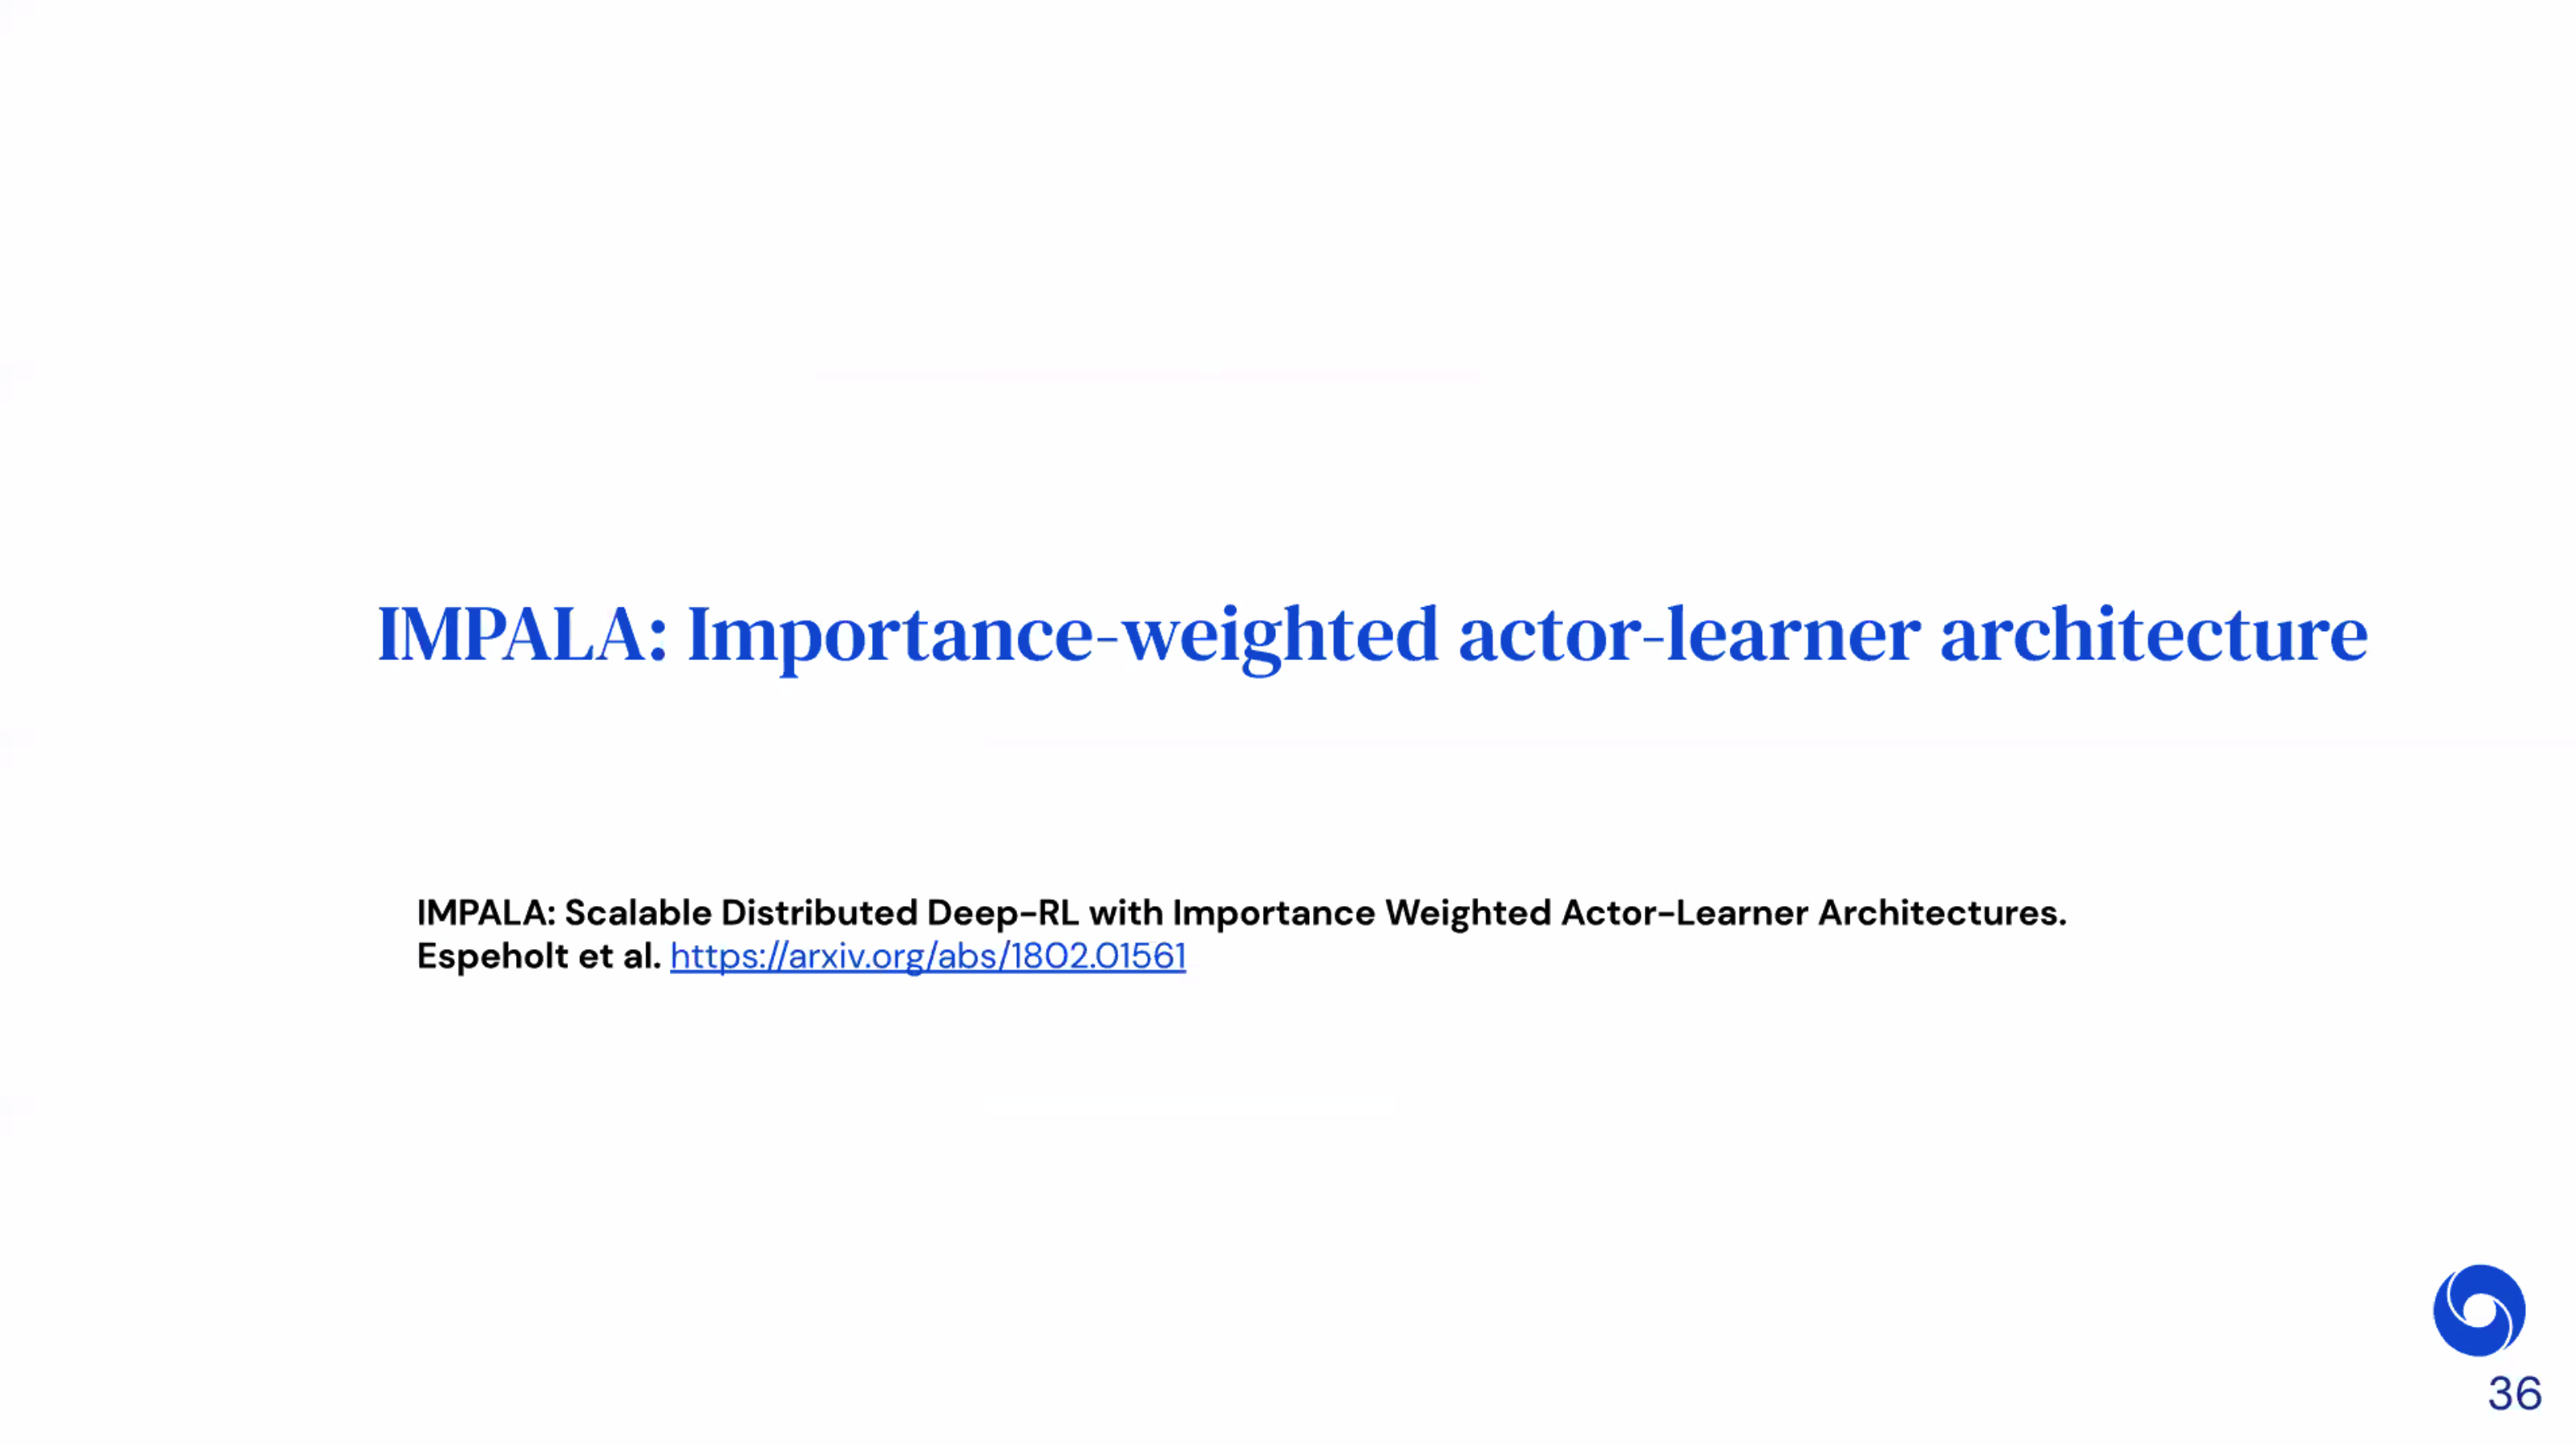 IMPALA: Importance-weighted actor-learner architecture
IMPALA: Scalable Distributed Deep-RL with Importance Weighted Actor-Learner Architectures.
Espeholt et al. https://arxiv.org/abs/1802.01561
36